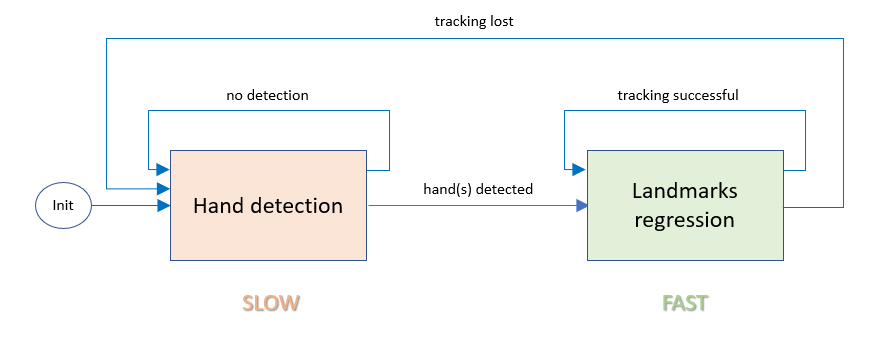 tracking lost
no detection
tracking successful
Init
Hand detection
hand(s) detected
Landmarks
regression
SLOW
FAST